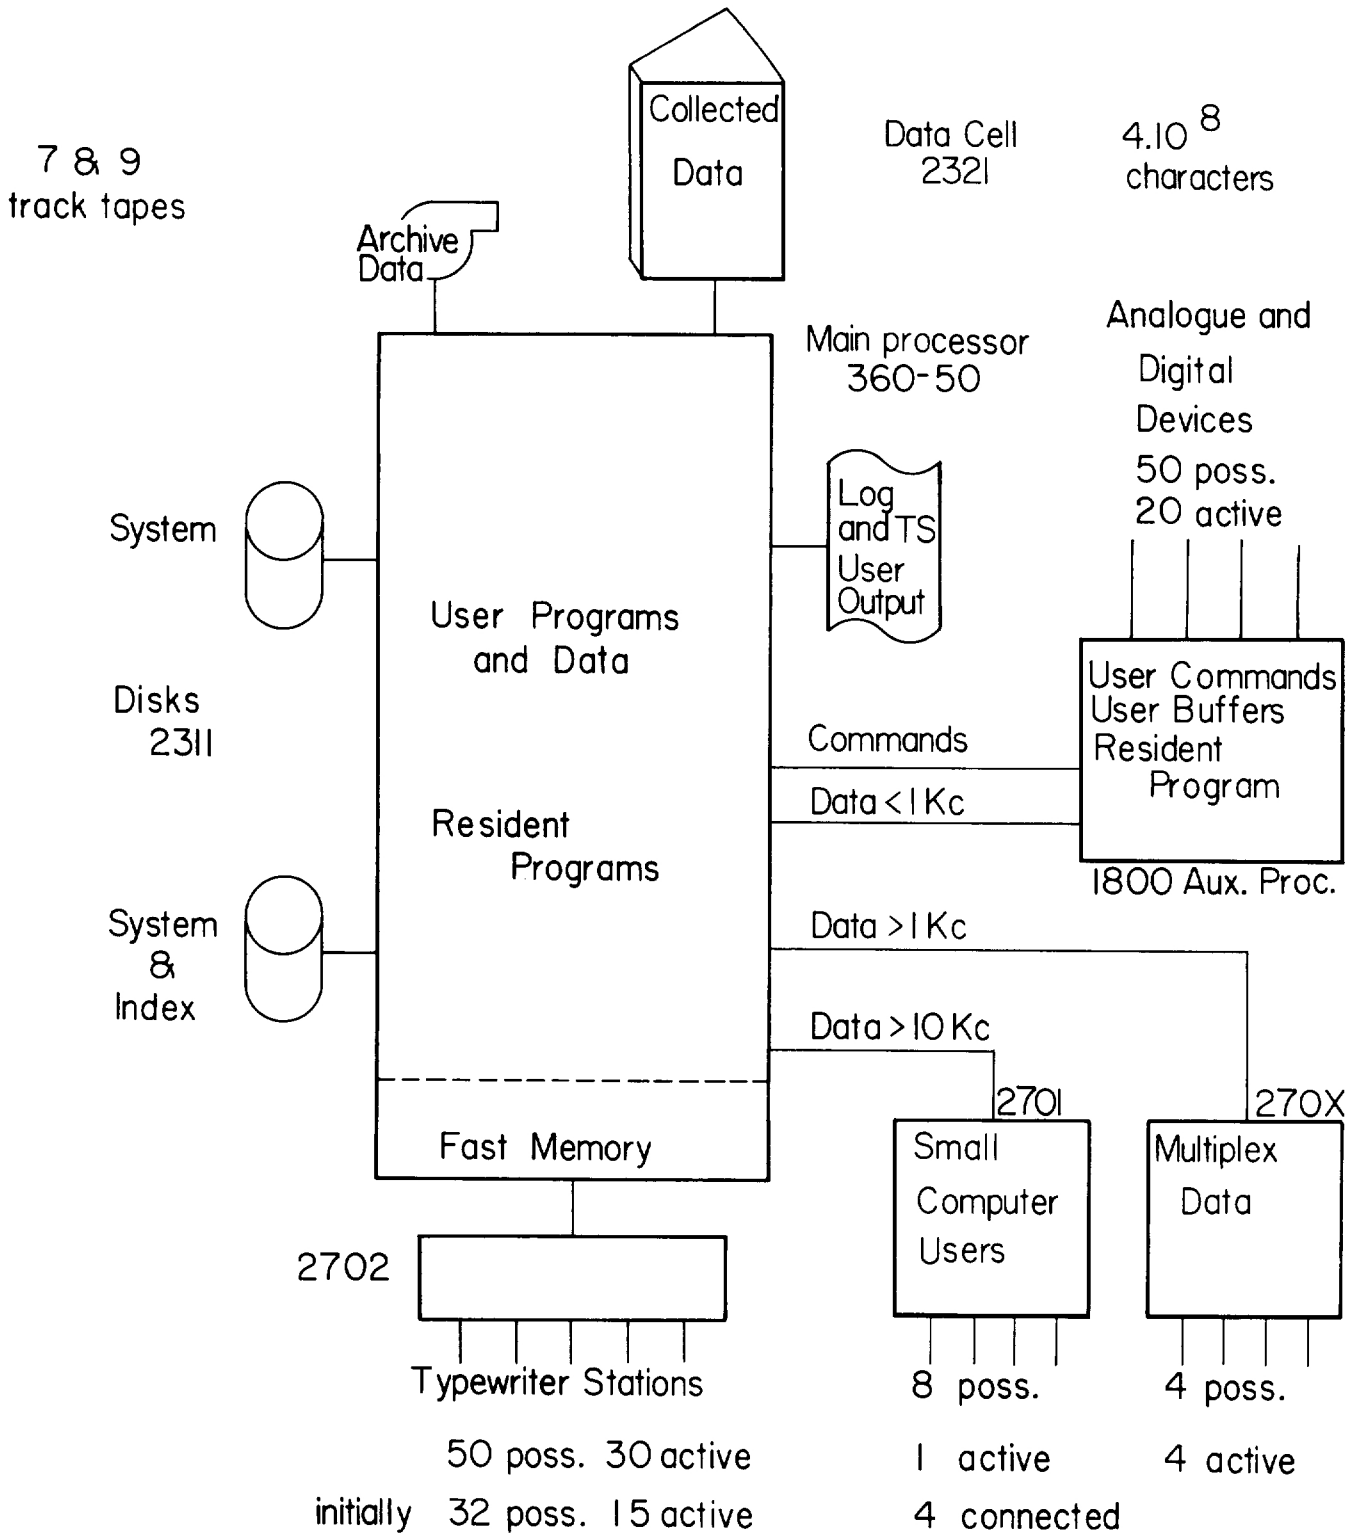 Collected
Data
Data Cell
2321
4.10 8
characters
7 & 9
track tapes
Archive
Data
Main processor
360-50
Analogue and
Digital
Devices
50 poss.
20 active
System
Log
and TS
User
Output
User Programs
and Data
User Commands
User Buffers
Resident
Program
1800 Aux. Proc.
Disks
2311
Commands
Data < 1 Kc
Resident
Programs
System
&
Index
Data > 1 Kc
Data > 10 Kc
2701
270X
Fast Memory
Small
Computer
Users
Multiplex
Data
2702
Typewriter Stations
50 poss. 30 active
initially 32 poss. 15 active
8 poss.
1 active
4 connected
4 poss.
4 active